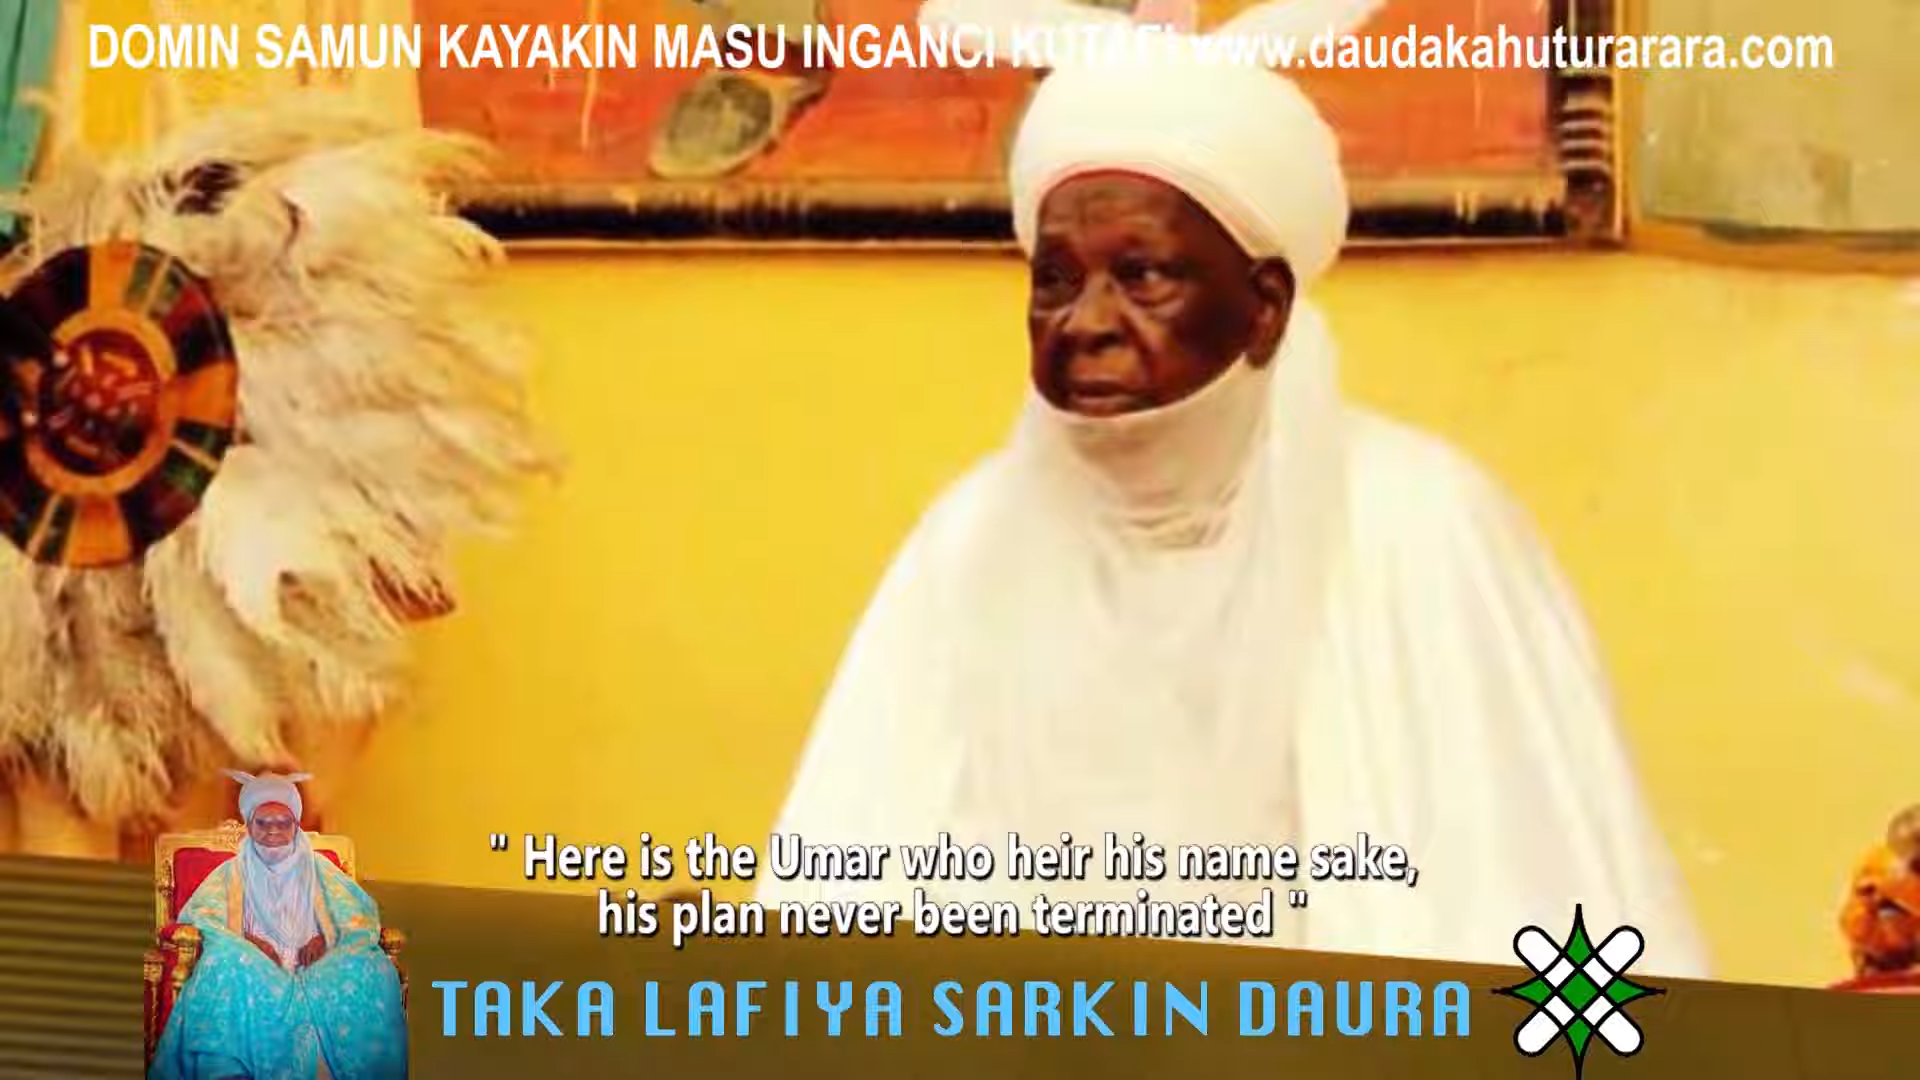 DOMIN SAMUN KAYAKIN MASU INGANCI KUTAFI www.daudakahuturarara.com
" Here is the Umar who heir his name sake,
his plan never been terminated "
TAKA LAFIYA SARKIN DAURA